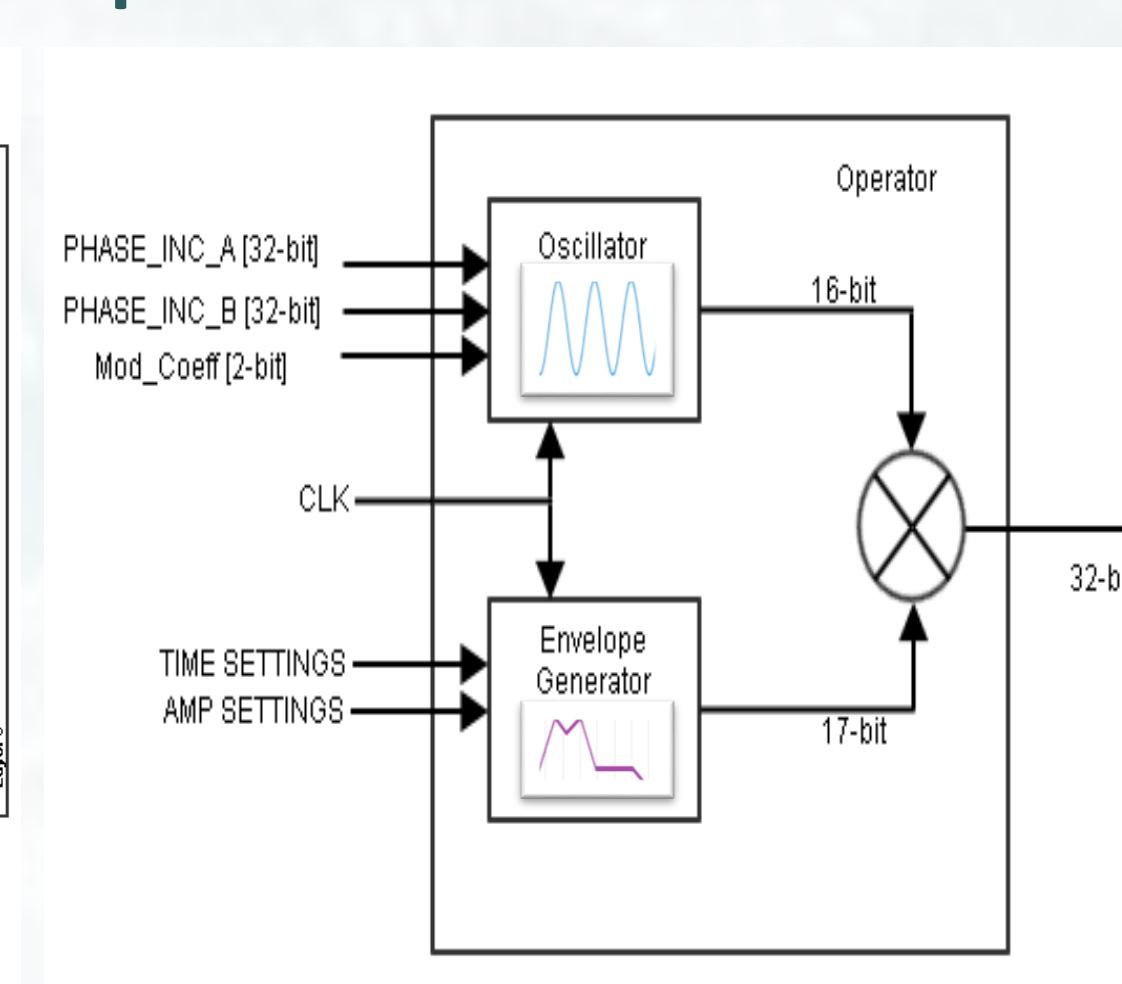 Operator
PHASE_INC_A [32-bit]
PHASE_INC_B [32-bit]
Mod_Coeff [2-bit]
Oscillator
16-bit
CLK
32-b
TIME SETTINGS
AMP SETTINGS
Envelope
Generator
17-bit